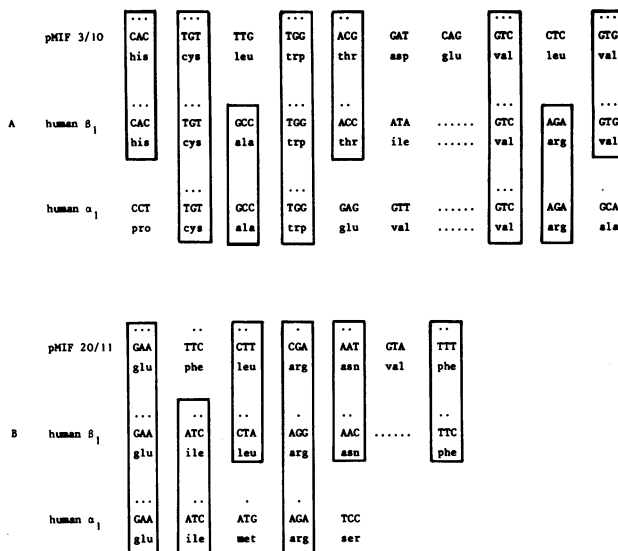 ... ... ... .. ... ...
pMIF 3/10 CAC TGT TTG TGG ACG GAT CAG GTC CTC GTG
his cys leu trp thr asp glu val leu val
... ... ... .. ... ...
A human β1 CAC TGT GCC TGG ACC ATA ...... GTC AGA GTG
his cys ala trp thr ile val arg val
... ... ... .
human α1 CCT TGT GCC TGG GAG GTT ...... GTC AGA GCA
pro cys ala trp glu val val arg ala
... .. .. . .. ..
pMIF 20/11 GAA TTC CTT CGA AAT GTA TTT
glu phe leu arg asn val phe
... .. .. . .. ..
B human β1 GAA ATC CTA AGG AAC ...... TTC
glu ile leu arg asn phe
... .. . .
human α1 GAA ATC ATG AGA TCC
glu ile met arg ser